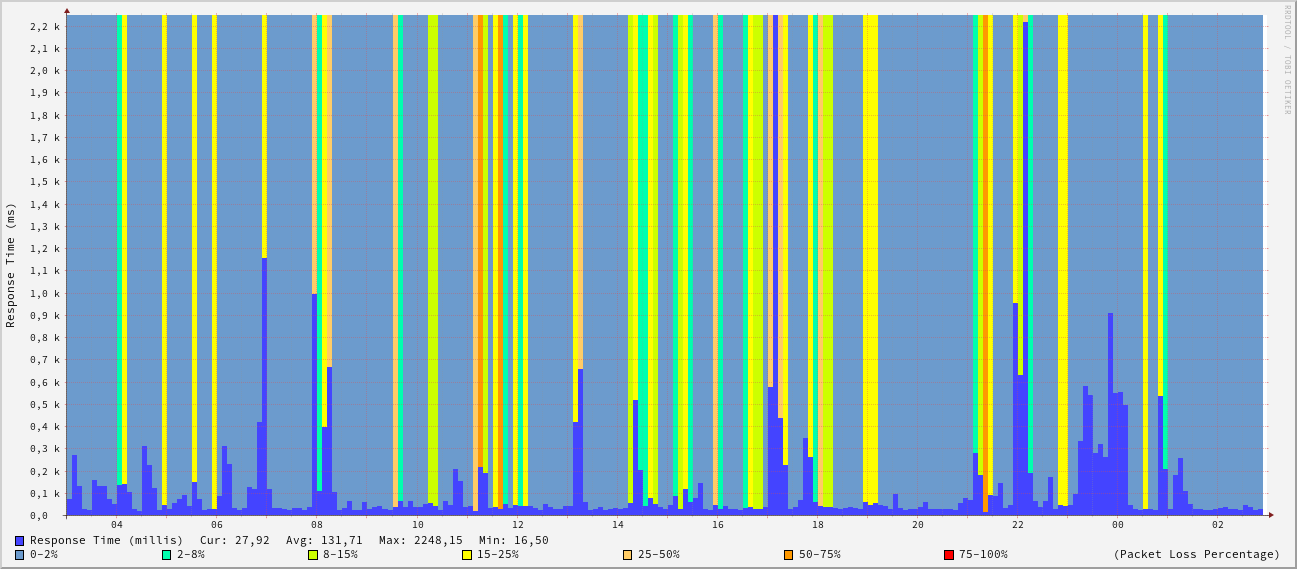 RRDTOOL / TOBI OETIKER
Response Time (ms)
2,2 k
2,1 k
2,0 k
1,9 k
1,8 k
1,7 k
1,6 k
1,5 k
1,4 k
1,3 k
1,2 k
1,1 k
1,0 k
0,9 k
0,8 k
0,7 k
0,6 k
0,5 k
0,4 k
0,3 k
0,2 k
0,1 k
0,0
04 06 08 10 12 14 16 18 20 22 00 02
Response Time (millis) Cur: 27,92 Avg: 131,71 Max: 2248,15 Min: 16,50
0-2% 2-8% 8-15% 15-25% 25-50% 50-75% 75-100% (Packet Loss Percentage)